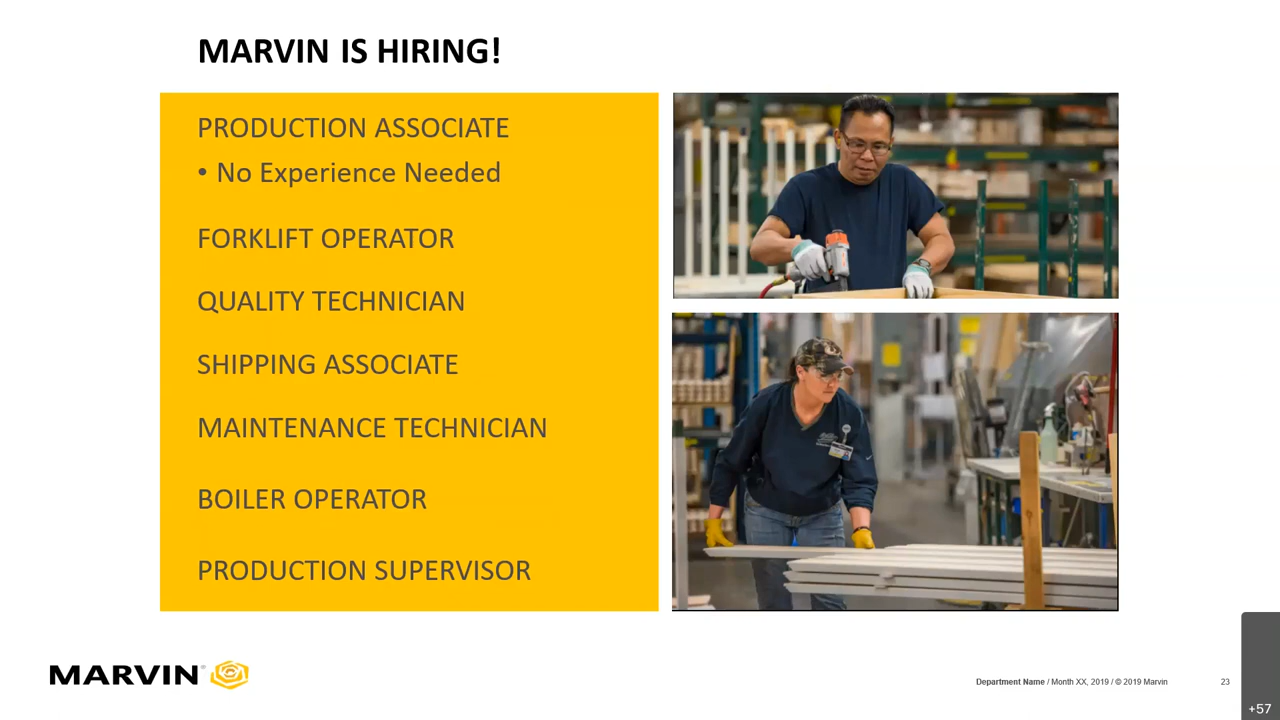 MARVIN IS HIRING!
PRODUCTION ASSOCIATE
• No Experience Needed
FORKLIFT OPERATOR
QUALITY TECHNICIAN
SHIPPING ASSOCIATE
MAINTENANCE TECHNICIAN
BOILER OPERATOR
PRODUCTION SUPERVISOR
MARVIN®
Department Name / Month XX, 2019 / © 2019 Marvin
23
+57